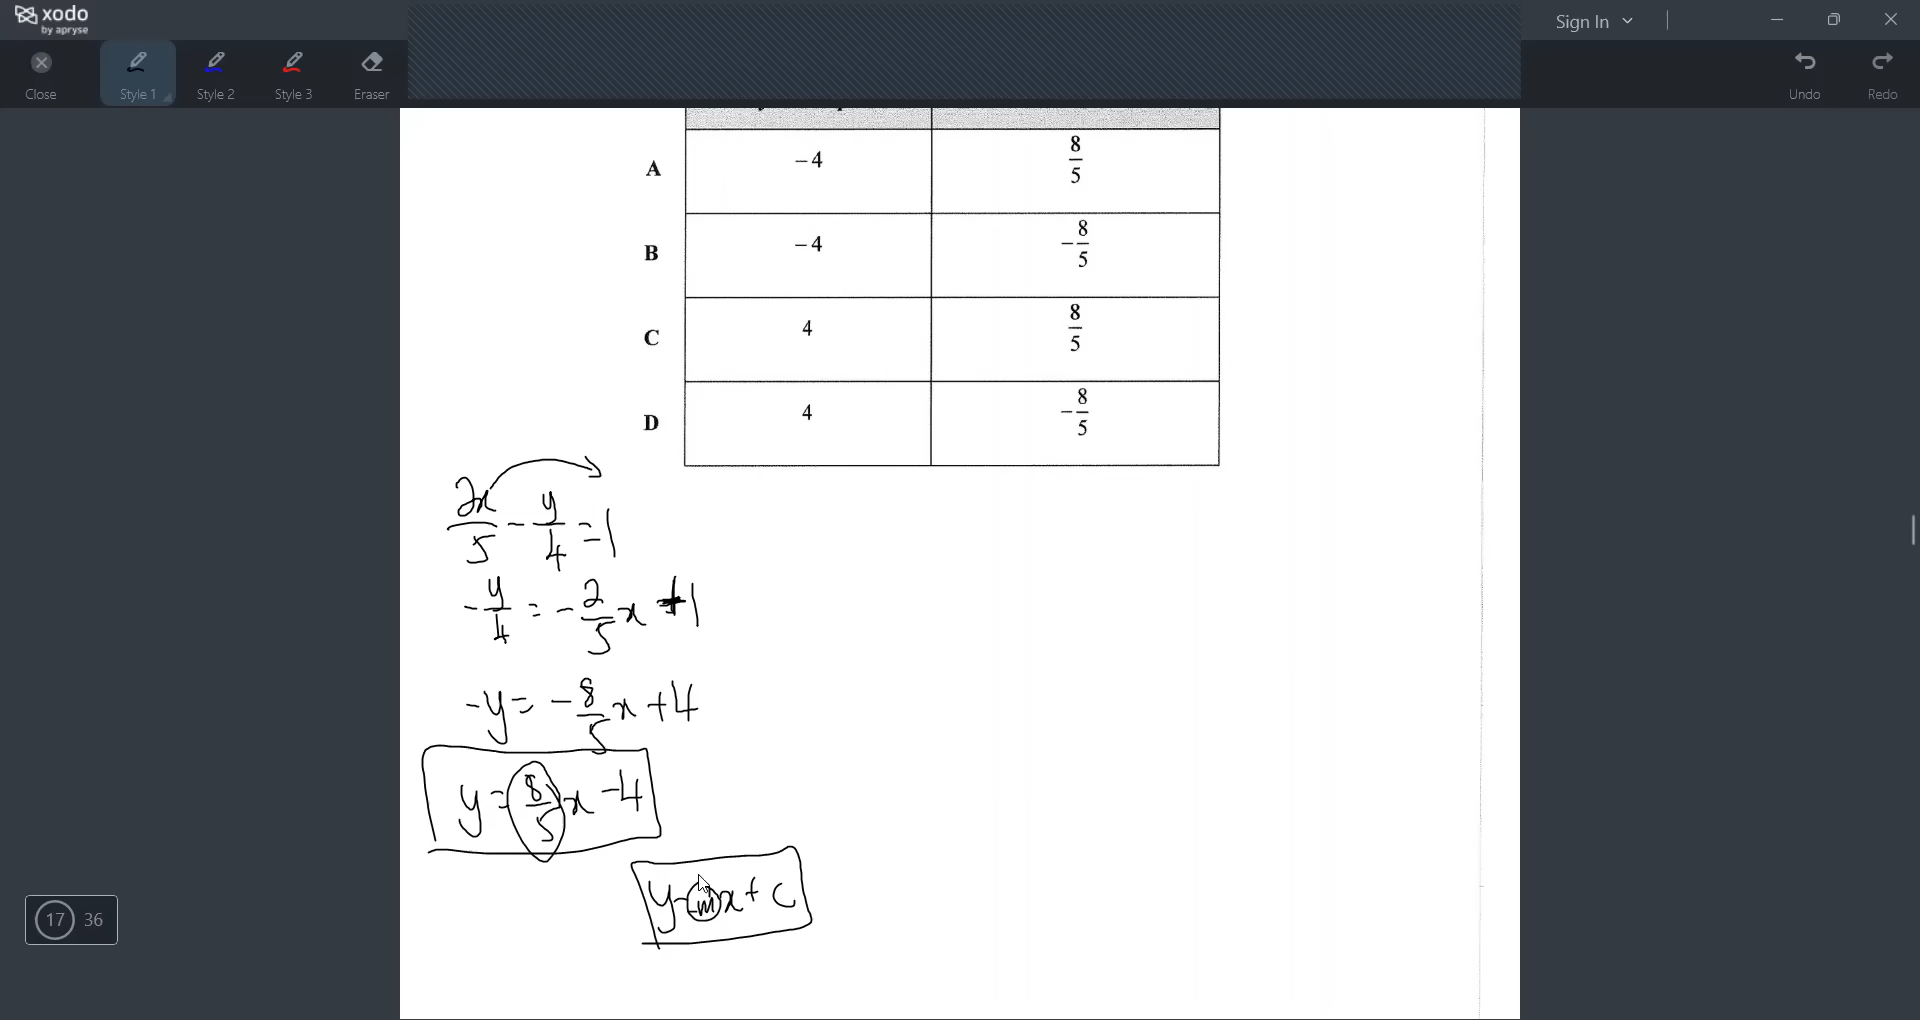 xodo
by apryse
Sign In
Close
Style 1
Style 2
Style 3
Eraser
Undo
Redo
A −4 8/5
B −4 −8/5
C 4 8/5
D 4 −8/5
2x/5 - y/4 = 1
-y/4 = -2/5 x + 1
-y = -8/5 x + 4
y = 8/5 x - 4
y = mx + c
17 36